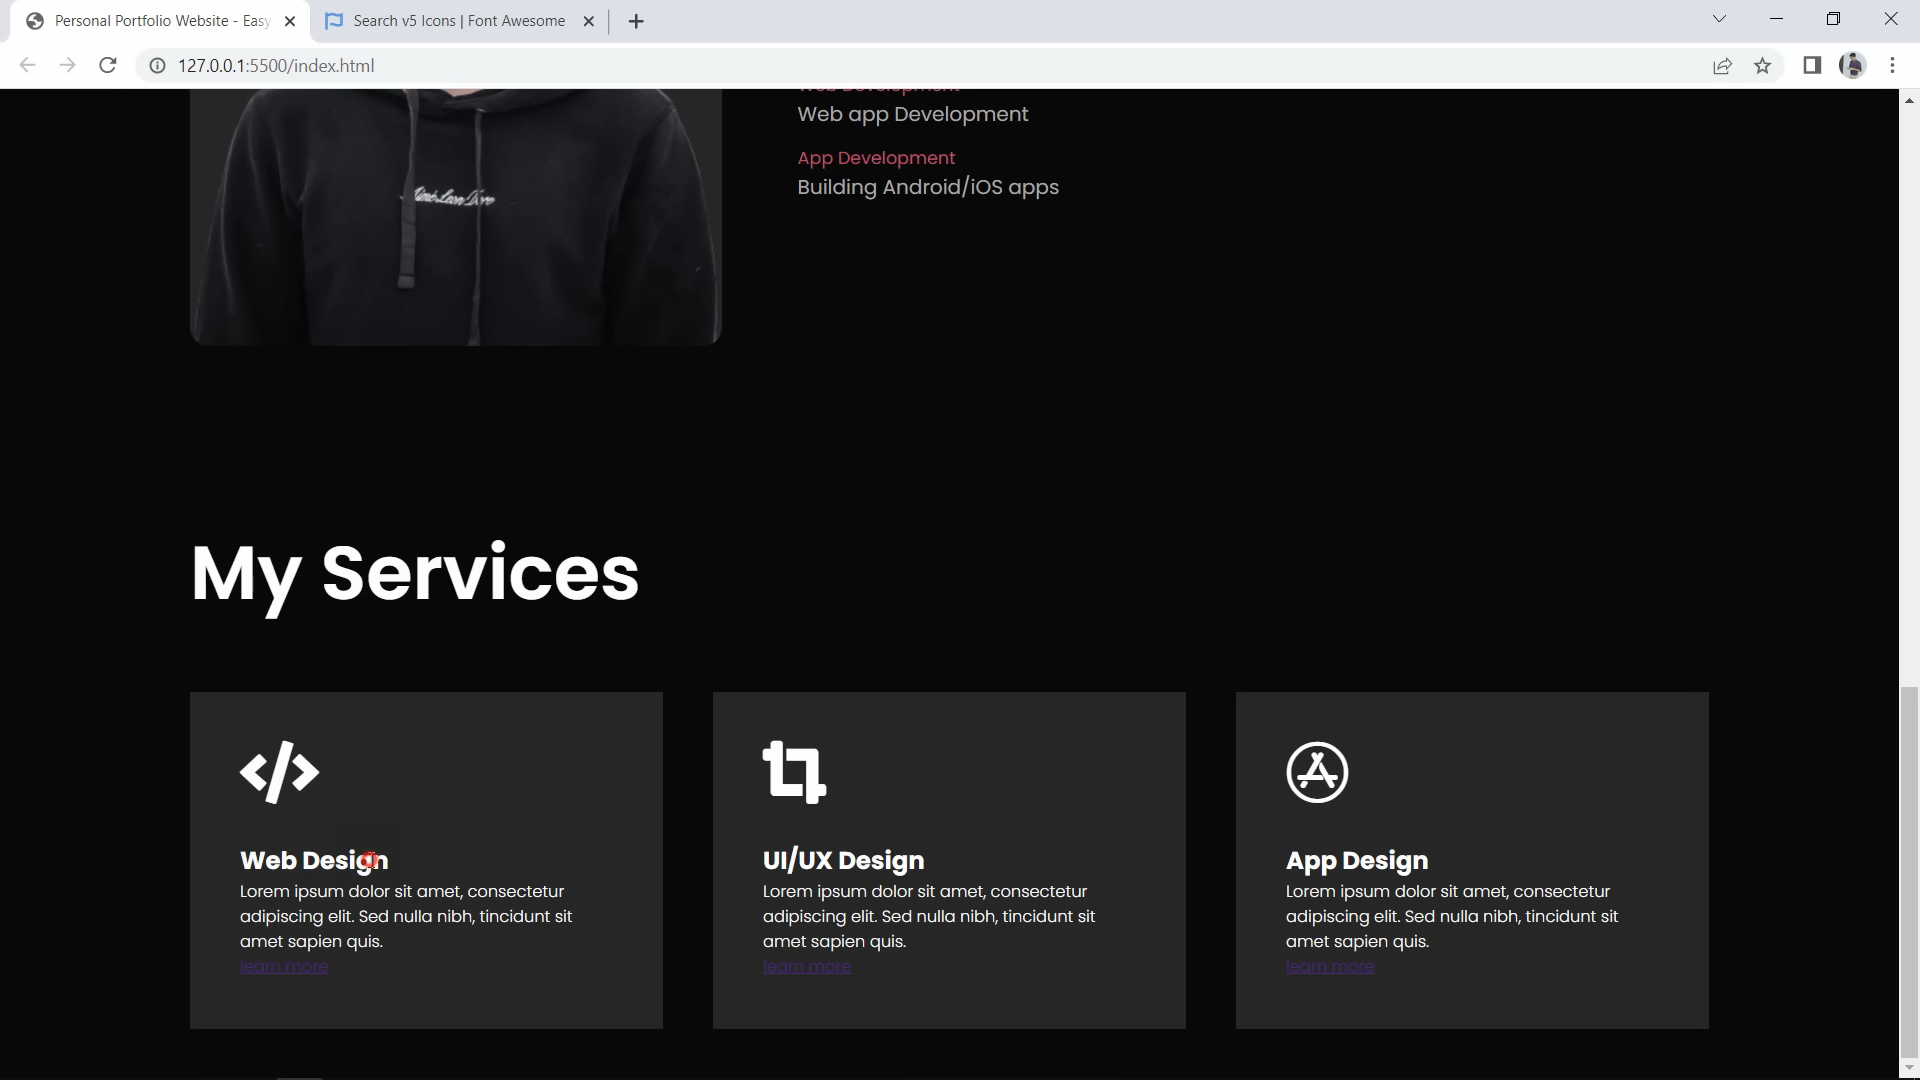 Personal Portfolio Website - Easy
Search v5 Icons | Font Awesome
127.0.0.1:5500/index.html
Web Development
Web app Development
App Development
Building Android/iOS apps
My Services
Web Design
Lorem ipsum dolor sit amet, consectetur
adipiscing elit. Sed nulla nibh, tincidunt sit
amet sapien quis.
learn more
UI/UX Design
Lorem ipsum dolor sit amet, consectetur
adipiscing elit. Sed nulla nibh, tincidunt sit
amet sapien quis.
learn more
App Design
Lorem ipsum dolor sit amet, consectetur
adipiscing elit. Sed nulla nibh, tincidunt sit
amet sapien quis.
learn more